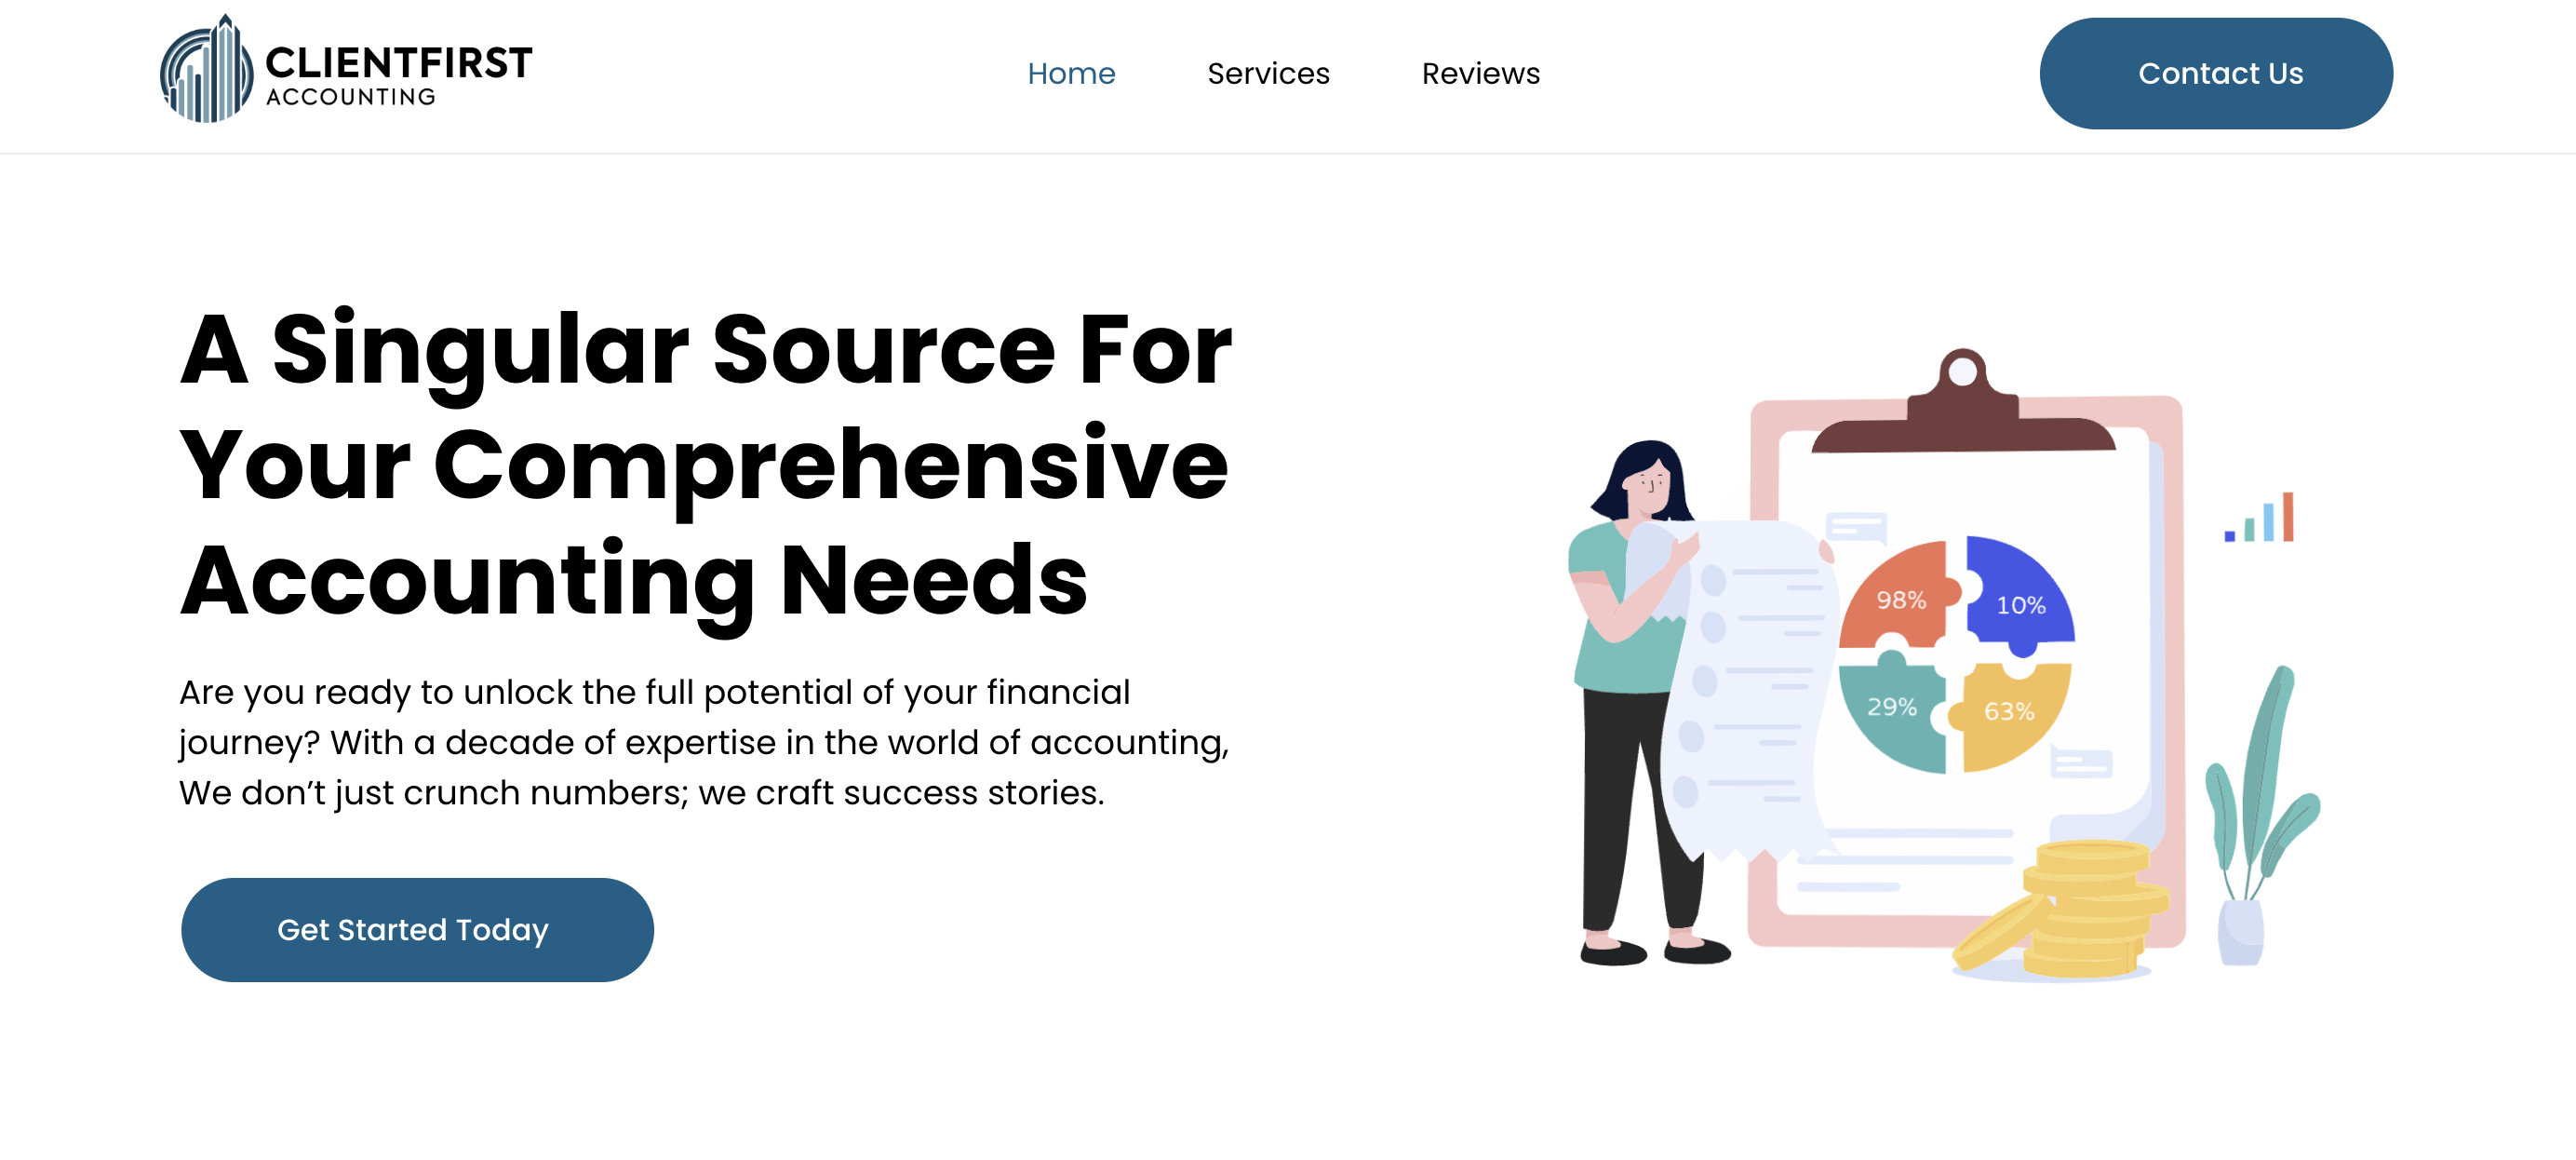 CLIENTFIRST
ACCOUNTING
Home
Services
Reviews
Contact Us
A Singular Source For
Your Comprehensive
Accounting Needs
Are you ready to unlock the full potential of your financial
journey? With a decade of expertise in the world of accounting,
We don’t just crunch numbers; we craft success stories.
Get Started Today
98%
10%
29%
63%